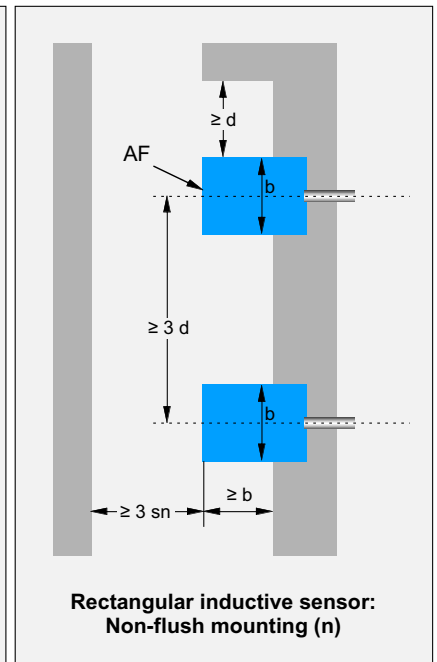 ≥ d
AF
b
≥ 3 d
b
≥ 3 sn
≥ b
Rectangular inductive sensor:
Non-flush mounting (n)